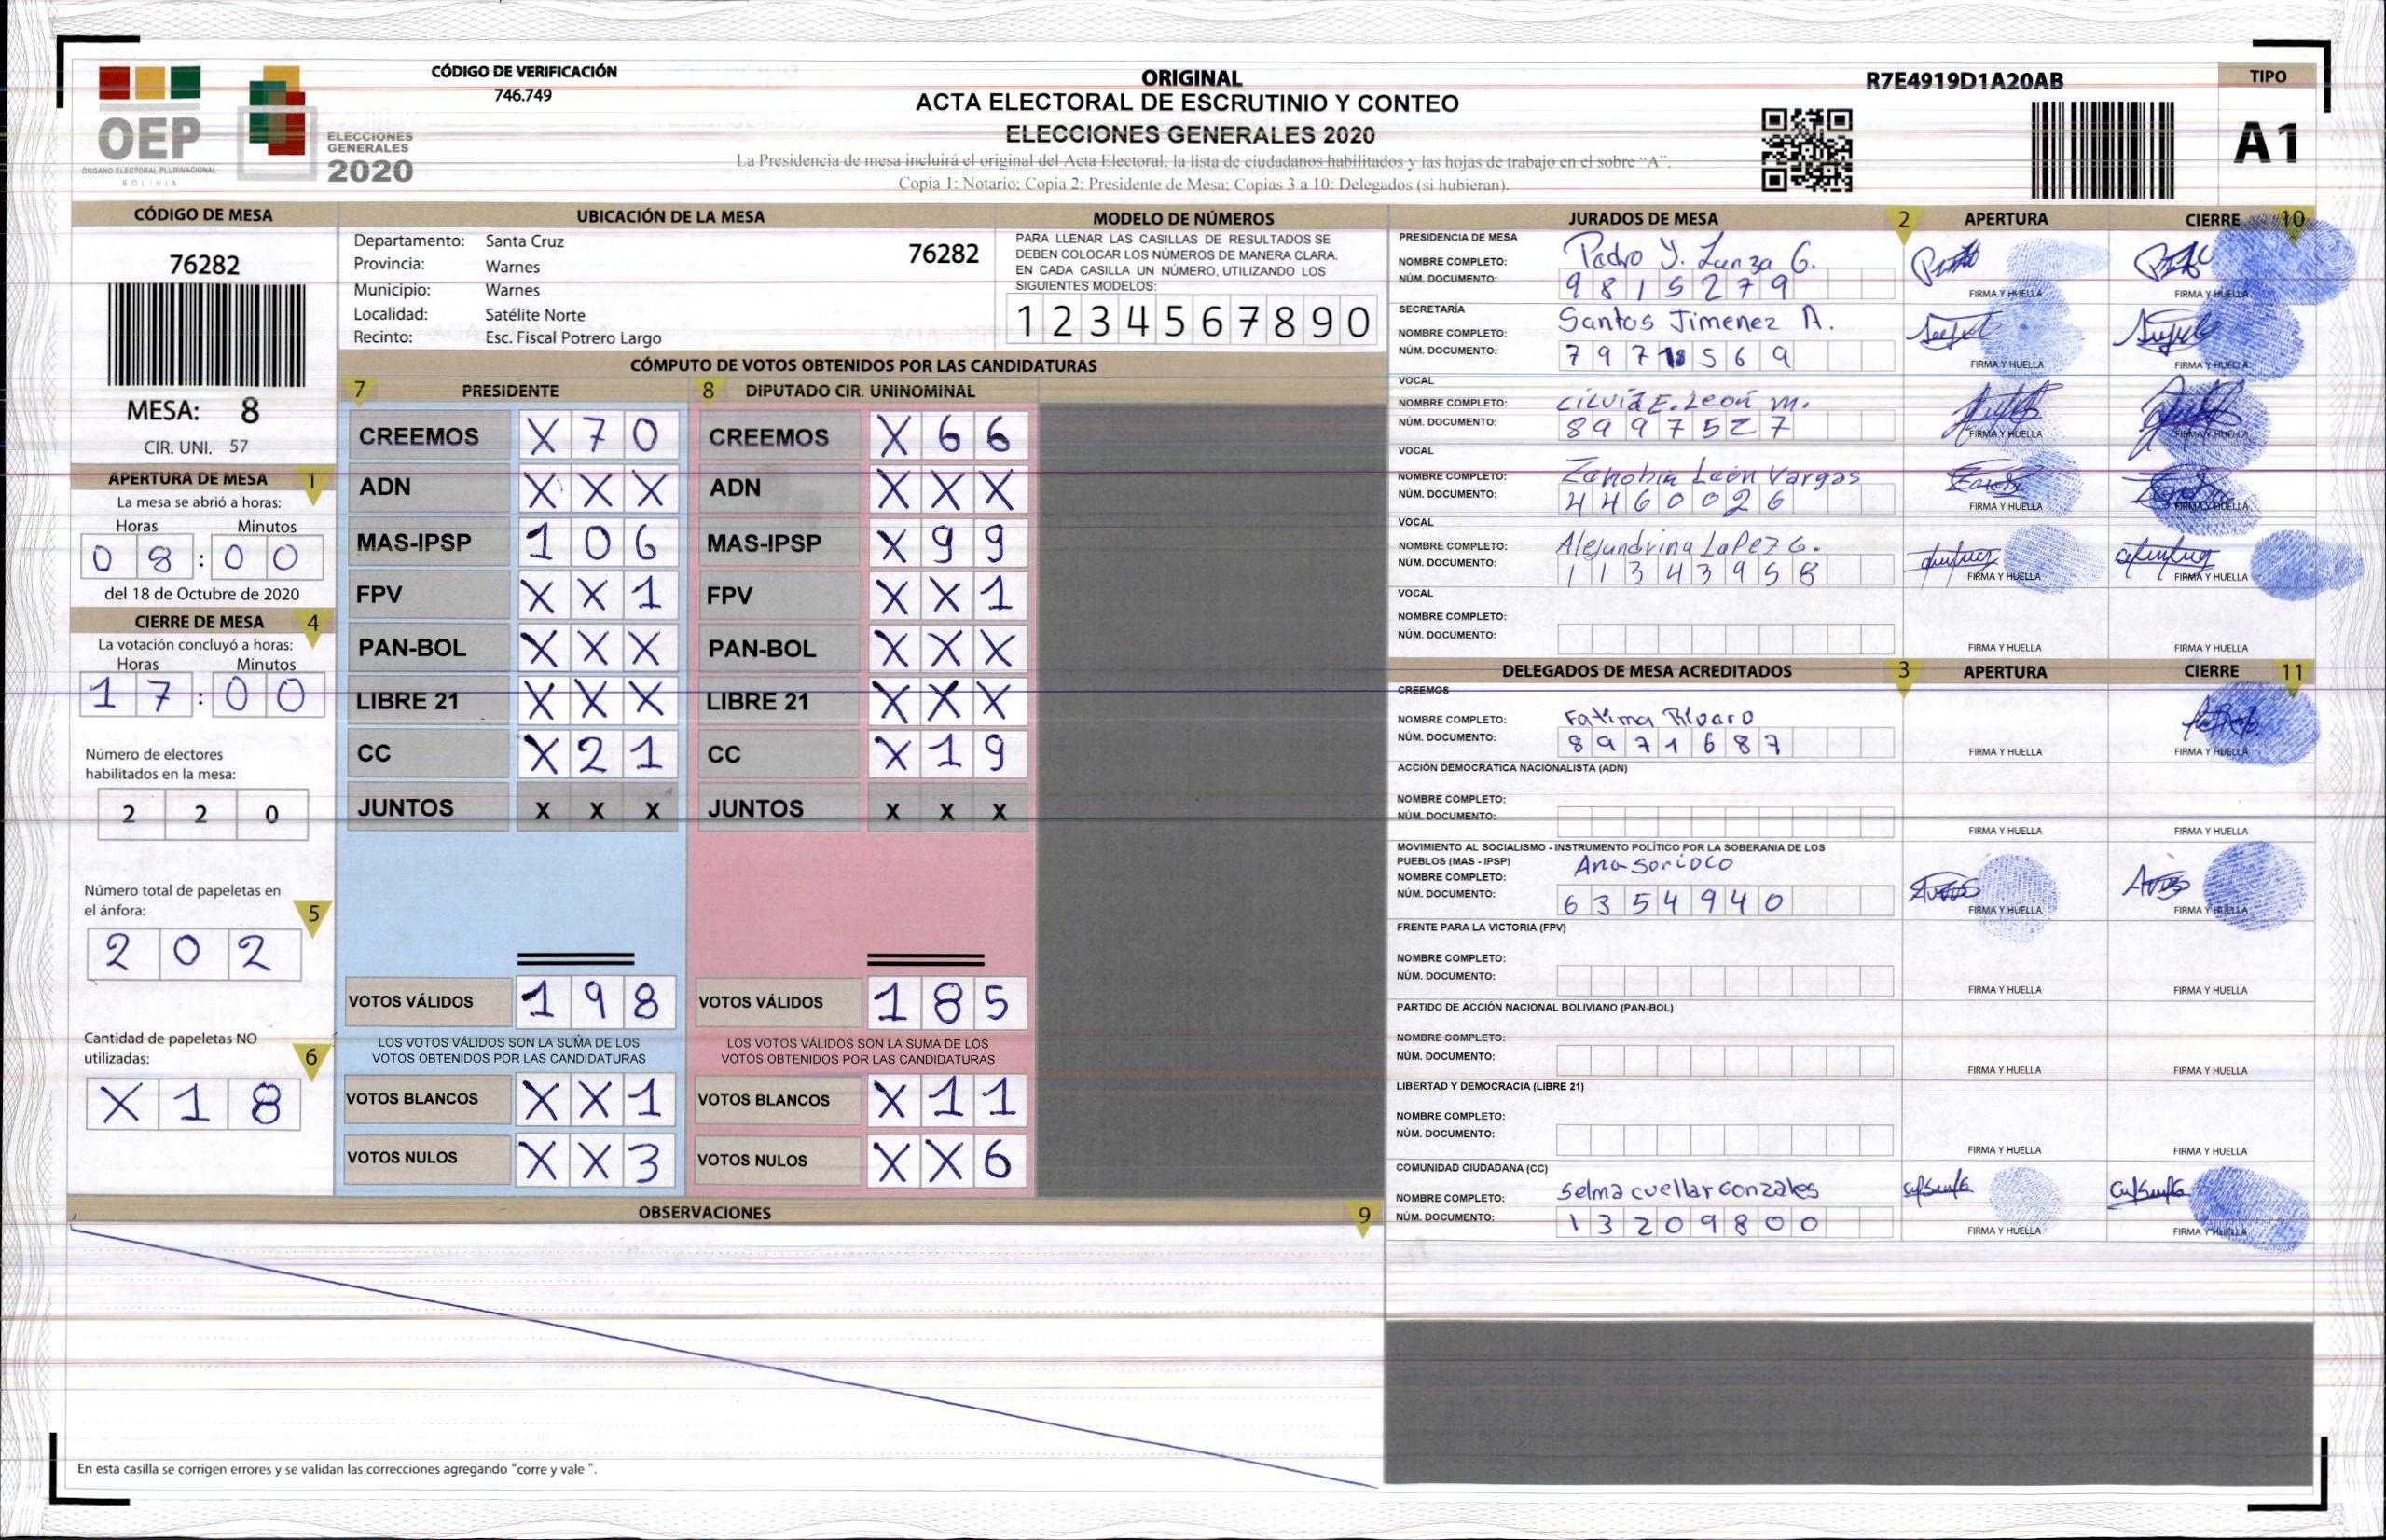 CÓDIGO DE VERIFICACIÓN
746.749
OEP
ÓRGANO ELECTORAL PLURINACIONAL
BOLIVIA
ELECCIONES
GENERALES
2020
ORIGINAL
ACTA ELECTORAL DE ESCRUTINIO Y CONTEO
ELECCIONES GENERALES 2020
La Presidencia de mesa incluirá el original del Acta Electoral, la lista de ciudadanos habilitados y las hojas de trabajo en el sobre "A".
Copia 1: Notario; Copia 2: Presidente de Mesa; Copias 3 a 10: Delegados (si hubieran).
R7E4919D1A20AB
TIPO
A1
CÓDIGO DE MESA
76282
MESA: 8
CIR. UNI. 57
APERTURA DE MESA 1
La mesa se abrió a horas:
Horas Minutos
08:00
del 18 de Octubre de 2020
CIERRE DE MESA 4
La votación concluyó a horas:
Horas Minutos
17:00
Número de electores
habilitados en la mesa:
2 2 0
Número total de papeletas en
el ánfora: 5
2 0 2
Cantidad de papeletas NO
utilizadas: 6
X 1 8
UBICACIÓN DE LA MESA
Departamento: Santa Cruz 76282
Provincia: Warnes
Municipio: Warnes
Localidad: Satélite Norte
Recinto: Esc. Fiscal Potrero Largo
MODELO DE NÚMEROS
PARA LLENAR LAS CASILLAS DE RESULTADOS SE
DEBEN COLOCAR LOS NÚMEROS DE MANERA CLARA.
EN CADA CASILLA UN NÚMERO, UTILIZANDO LOS
SIGUIENTES MODELOS:
1 2 3 4 5 6 7 8 9 0
CÓMPUTO DE VOTOS OBTENIDOS POR LAS CANDIDATURAS
7 PRESIDENTE 8 DIPUTADO CIR. UNINOMINAL
CREEMOS X 7 0 CREEMOS X 6 6
ADN X X X ADN X X X
MAS-IPSP 1 0 6 MAS-IPSP X 9 9
FPV X X 1 FPV X X 1
PAN-BOL X X X PAN-BOL X X X
LIBRE 21 X X X LIBRE 21 X X X
CC X 2 1 CC X 1 9
JUNTOS X X X JUNTOS X X X
VOTOS VÁLIDOS 1 9 8 VOTOS VÁLIDOS 1 8 5
LOS VOTOS VÁLIDOS SON LA SUMA DE LOS LOS VOTOS VÁLIDOS SON LA SUMA DE LOS
VOTOS OBTENIDOS POR LAS CANDIDATURAS VOTOS OBTENIDOS POR LAS CANDIDATURAS
VOTOS BLANCOS X X 1 VOTOS BLANCOS X 1 1
VOTOS NULOS X X 3 VOTOS NULOS X X 6
OBSERVACIONES 9
En esta casilla se corrigen errores y se validan las correcciones agregando "corre y vale ".
JURADOS DE MESA 2 APERTURA CIERRE 10
PRESIDENCIA DE MESA
NOMBRE COMPLETO: Pedro Y. Lanza G.
NÚM. DOCUMENTO: 9815279
FIRMA Y HUELLA FIRMA Y HUELLA
SECRETARÍA
NOMBRE COMPLETO: Santos Jimenez A.
NÚM. DOCUMENTO: 797 569
FIRMA Y HUELLA FIRMA Y HUELLA
VOCAL
NOMBRE COMPLETO: Cilvia E. León M.
NÚM. DOCUMENTO: 8997527
FIRMA Y HUELLA FIRMA Y HUELLA
VOCAL
NOMBRE COMPLETO: Zenobia León Vargas
NÚM. DOCUMENTO: 4460026
FIRMA Y HUELLA FIRMA Y HUELLA
VOCAL
NOMBRE COMPLETO: Alejandrina LoPez G.
NÚM. DOCUMENTO: 11343958
FIRMA Y HUELLA FIRMA Y HUELLA
VOCAL
NOMBRE COMPLETO:
NÚM. DOCUMENTO:
FIRMA Y HUELLA FIRMA Y HUELLA
DELEGADOS DE MESA ACREDITADOS 3 APERTURA CIERRE 11
CREEMOS
NOMBRE COMPLETO: Fatima Rivaro
NÚM. DOCUMENTO: 8971687
FIRMA Y HUELLA FIRMA Y HUELLA
ACCIÓN DEMOCRÁTICA NACIONALISTA (ADN)
NOMBRE COMPLETO:
NÚM. DOCUMENTO:
FIRMA Y HUELLA FIRMA Y HUELLA
MOVIMIENTO AL SOCIALISMO - INSTRUMENTO POLÍTICO POR LA SOBERANIA DE LOS
PUEBLOS (MAS - IPSP)
NOMBRE COMPLETO: Ana Sorioco
NÚM. DOCUMENTO: 6354940
FIRMA Y HUELLA FIRMA Y HUELLA
FRENTE PARA LA VICTORIA (FPV)
NOMBRE COMPLETO:
NÚM. DOCUMENTO:
FIRMA Y HUELLA FIRMA Y HUELLA
PARTIDO DE ACCIÓN NACIONAL BOLIVIANO (PAN-BOL)
NOMBRE COMPLETO:
NÚM. DOCUMENTO:
FIRMA Y HUELLA FIRMA Y HUELLA
LIBERTAD Y DEMOCRACIA (LIBRE 21)
NOMBRE COMPLETO:
NÚM. DOCUMENTO:
FIRMA Y HUELLA FIRMA Y HUELLA
COMUNIDAD CIUDADANA (CC)
NOMBRE COMPLETO: Selma cuellar Gonzales
NÚM. DOCUMENTO: 13209800
FIRMA Y HUELLA FIRMA Y HUELLA